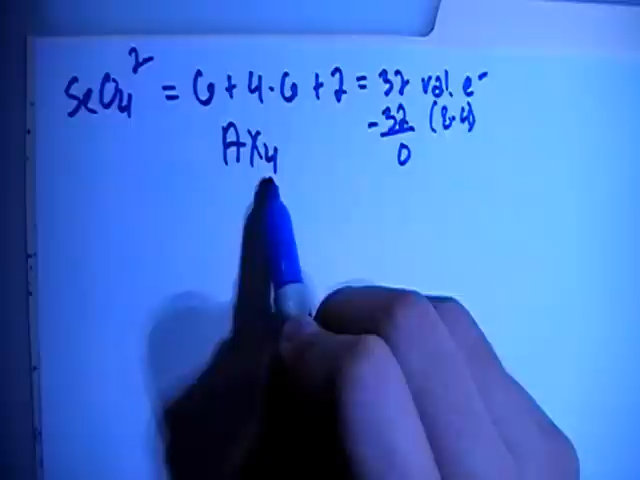 SeO4 2 = 6 + 4 · 6 + 2 = 32 val. e-
-32 (8·4)
AX4 0